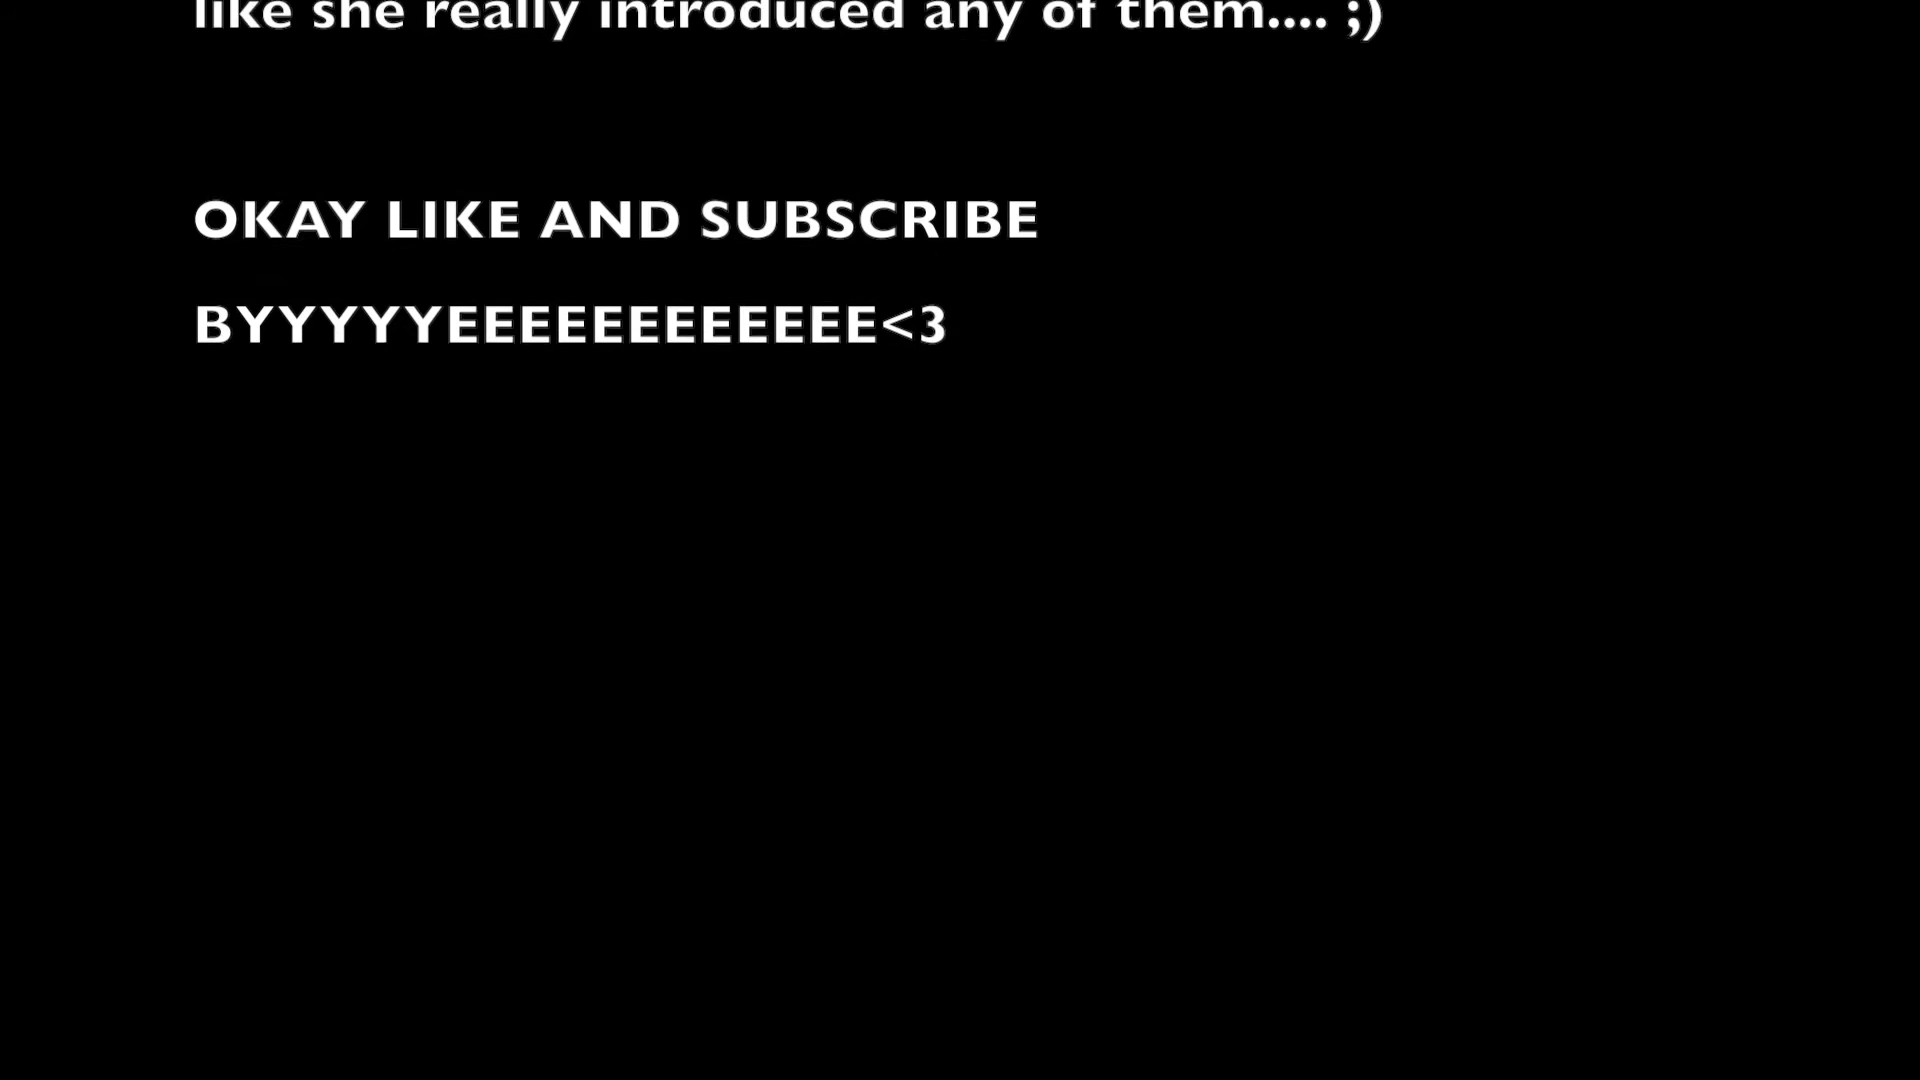 like she really introduced any of them.... ;)
OKAY LIKE AND SUBSCRIBE
BYYYYYEEEEEEEEEEEE<3